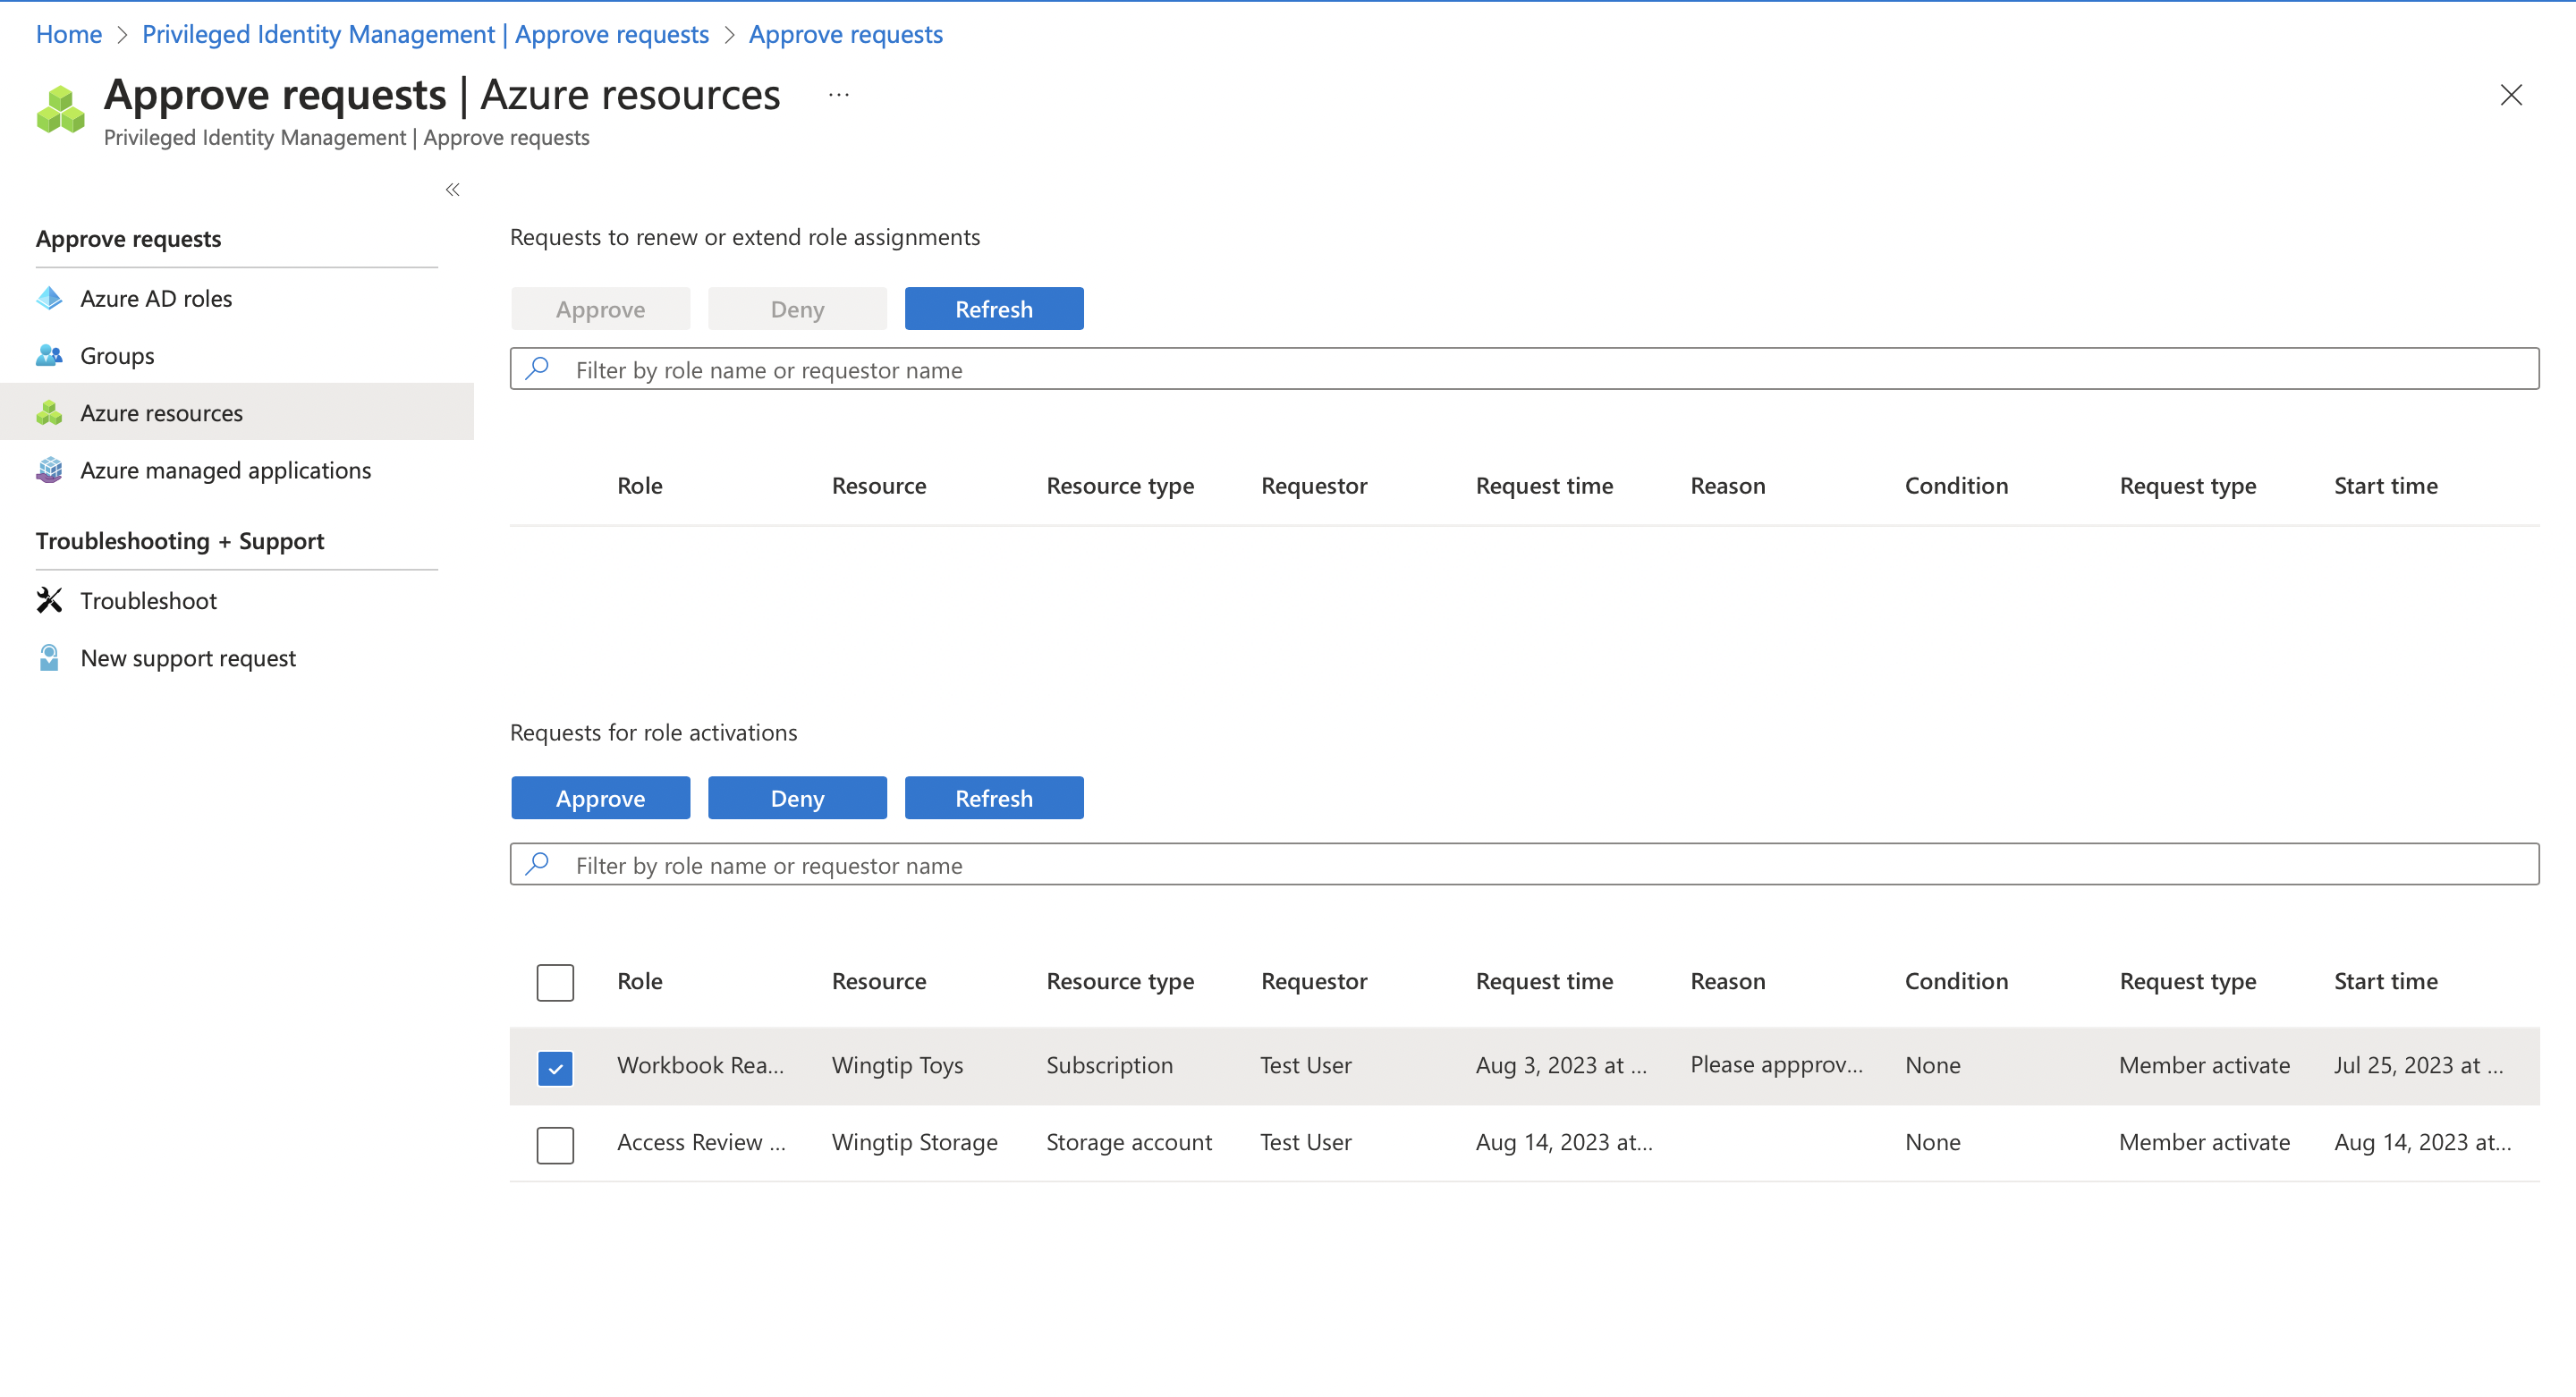 Home > Privileged Identity Management | Approve requests > Approve requests
Approve requests | Azure resources ...
Privileged Identity Management | Approve requests
Approve requests
Azure AD roles
Groups
Azure resources
Azure managed applications
Troubleshooting + Support
Troubleshoot
New support request
Requests to renew or extend role assignments
Approve Deny Refresh
Filter by role name or requestor name
Role Resource Resource type Requestor Request time Reason Condition Request type Start time
Requests for role activations
Approve Deny Refresh
Filter by role name or requestor name
Role Resource Resource type Requestor Request time Reason Condition Request type Start time
Workbook Rea... Wingtip Toys Subscription Test User Aug 3, 2023 at ... Please appprov... None Member activate Jul 25, 2023 at ...
Access Review ... Wingtip Storage Storage account Test User Aug 14, 2023 at... None Member activate Aug 14, 2023 at...